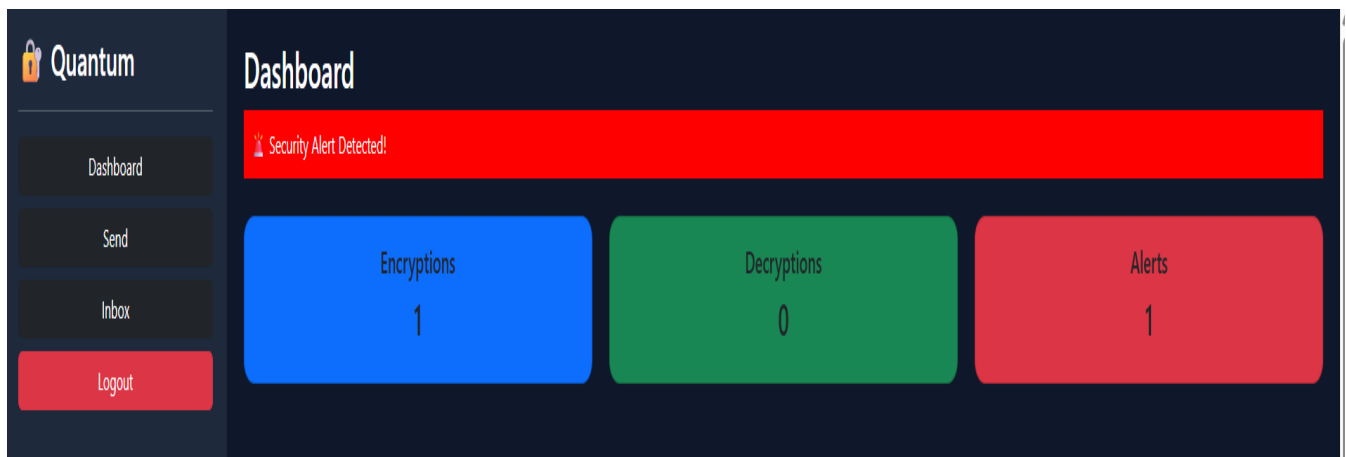 Quantum
Dashboard
Send
Inbox
Logout
Dashboard
Security Alert Detected!
Encryptions
1
Decryptions
0
Alerts
1